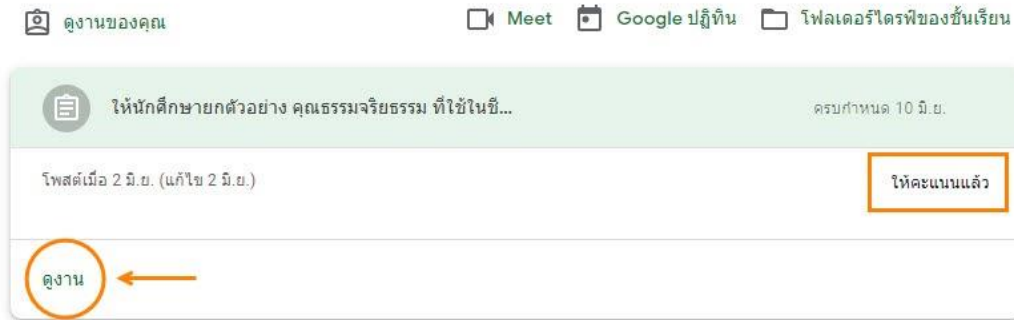 ดูงานของคุณ Meet Google ปฏิทิน โฟลเดอร์ไดรฟ์ของชั้นเรียน
ให้นักศึกษายกตัวอย่าง คุณธรรมจริยธรรม ที่ใช้ในชี... ครบกำหนด 10 มิ.ย.
โพสต์เมื่อ 2 มิ.ย. (แก้ไข 2 มิ.ย.) ให้คะแนนแล้ว
ดูงาน